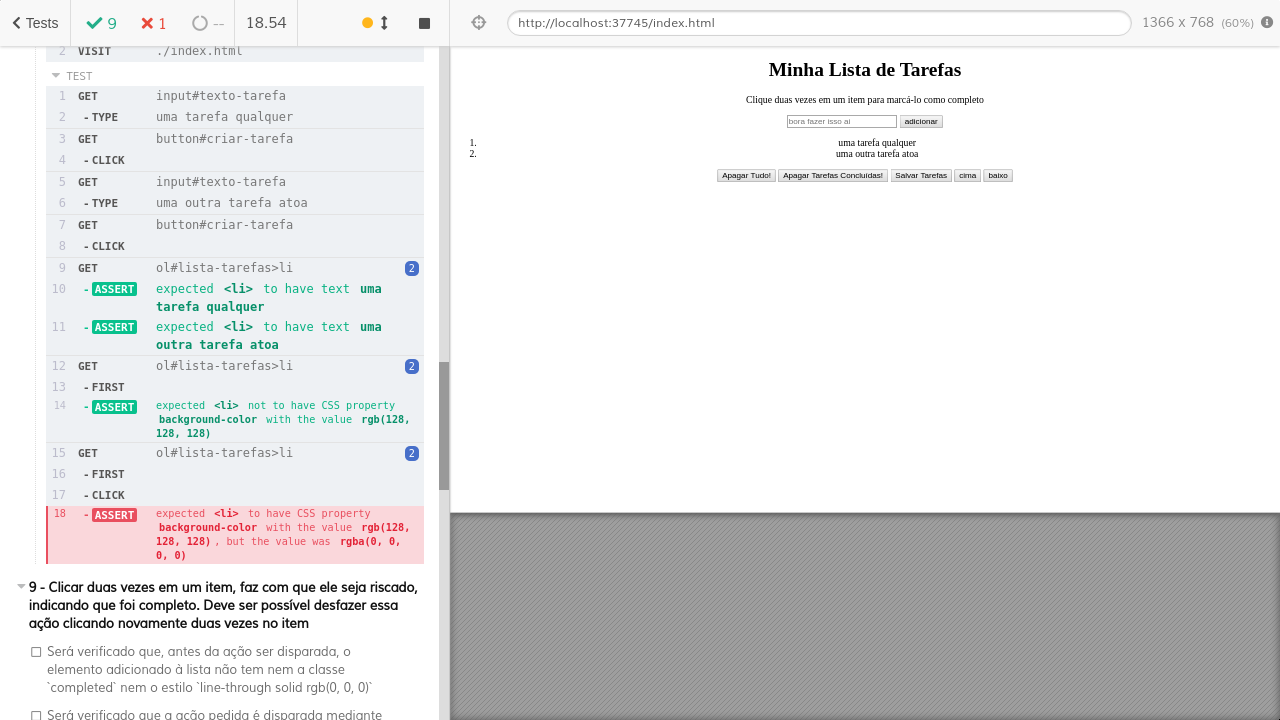 Tests 9 1 -- 18.54
http://localhost:37745/index.html 1366 x 768 (60%)
2 VISIT ./index.html
TEST
1 GET input#texto-tarefa
2 -TYPE uma tarefa qualquer
3 GET button#criar-tarefa
4 -CLICK
5 GET input#texto-tarefa
6 -TYPE uma outra tarefa atoa
7 GET button#criar-tarefa
8 -CLICK
9 GET ol#lista-tarefas>li 2
10 -ASSERT expected <li> to have text uma
tarefa qualquer
11 -ASSERT expected <li> to have text uma
outra tarefa atoa
12 GET ol#lista-tarefas>li 2
13 -FIRST
14 -ASSERT expected <li> not to have CSS property
background-color with the value rgb(128,
128, 128)
15 GET ol#lista-tarefas>li 2
16 -FIRST
17 -CLICK
18 -ASSERT expected <li> to have CSS property
background-color with the value rgb(128,
128, 128), but the value was rgba(0, 0,
0, 0)
9 - Clicar duas vezes em um item, faz com que ele seja riscado,
indicando que foi completo. Deve ser possível desfazer essa
ação clicando novamente duas vezes no item
Será verificado que, antes da ação ser disparada, o
elemento adicionado à lista não tem nem a classe
`completed` nem o estilo `line-through solid rgb(0, 0, 0)`
Será verificado que a ação pedida é disparada mediante
Minha Lista de Tarefas
Clique duas vezes em um item para marcá-lo como completo
bora fazer isso ai adicionar
1. uma tarefa qualquer
2. uma outra tarefa atoa
Apagar Tudo! Apagar Tarefas Concluídas! Salvar Tarefas cima baixo